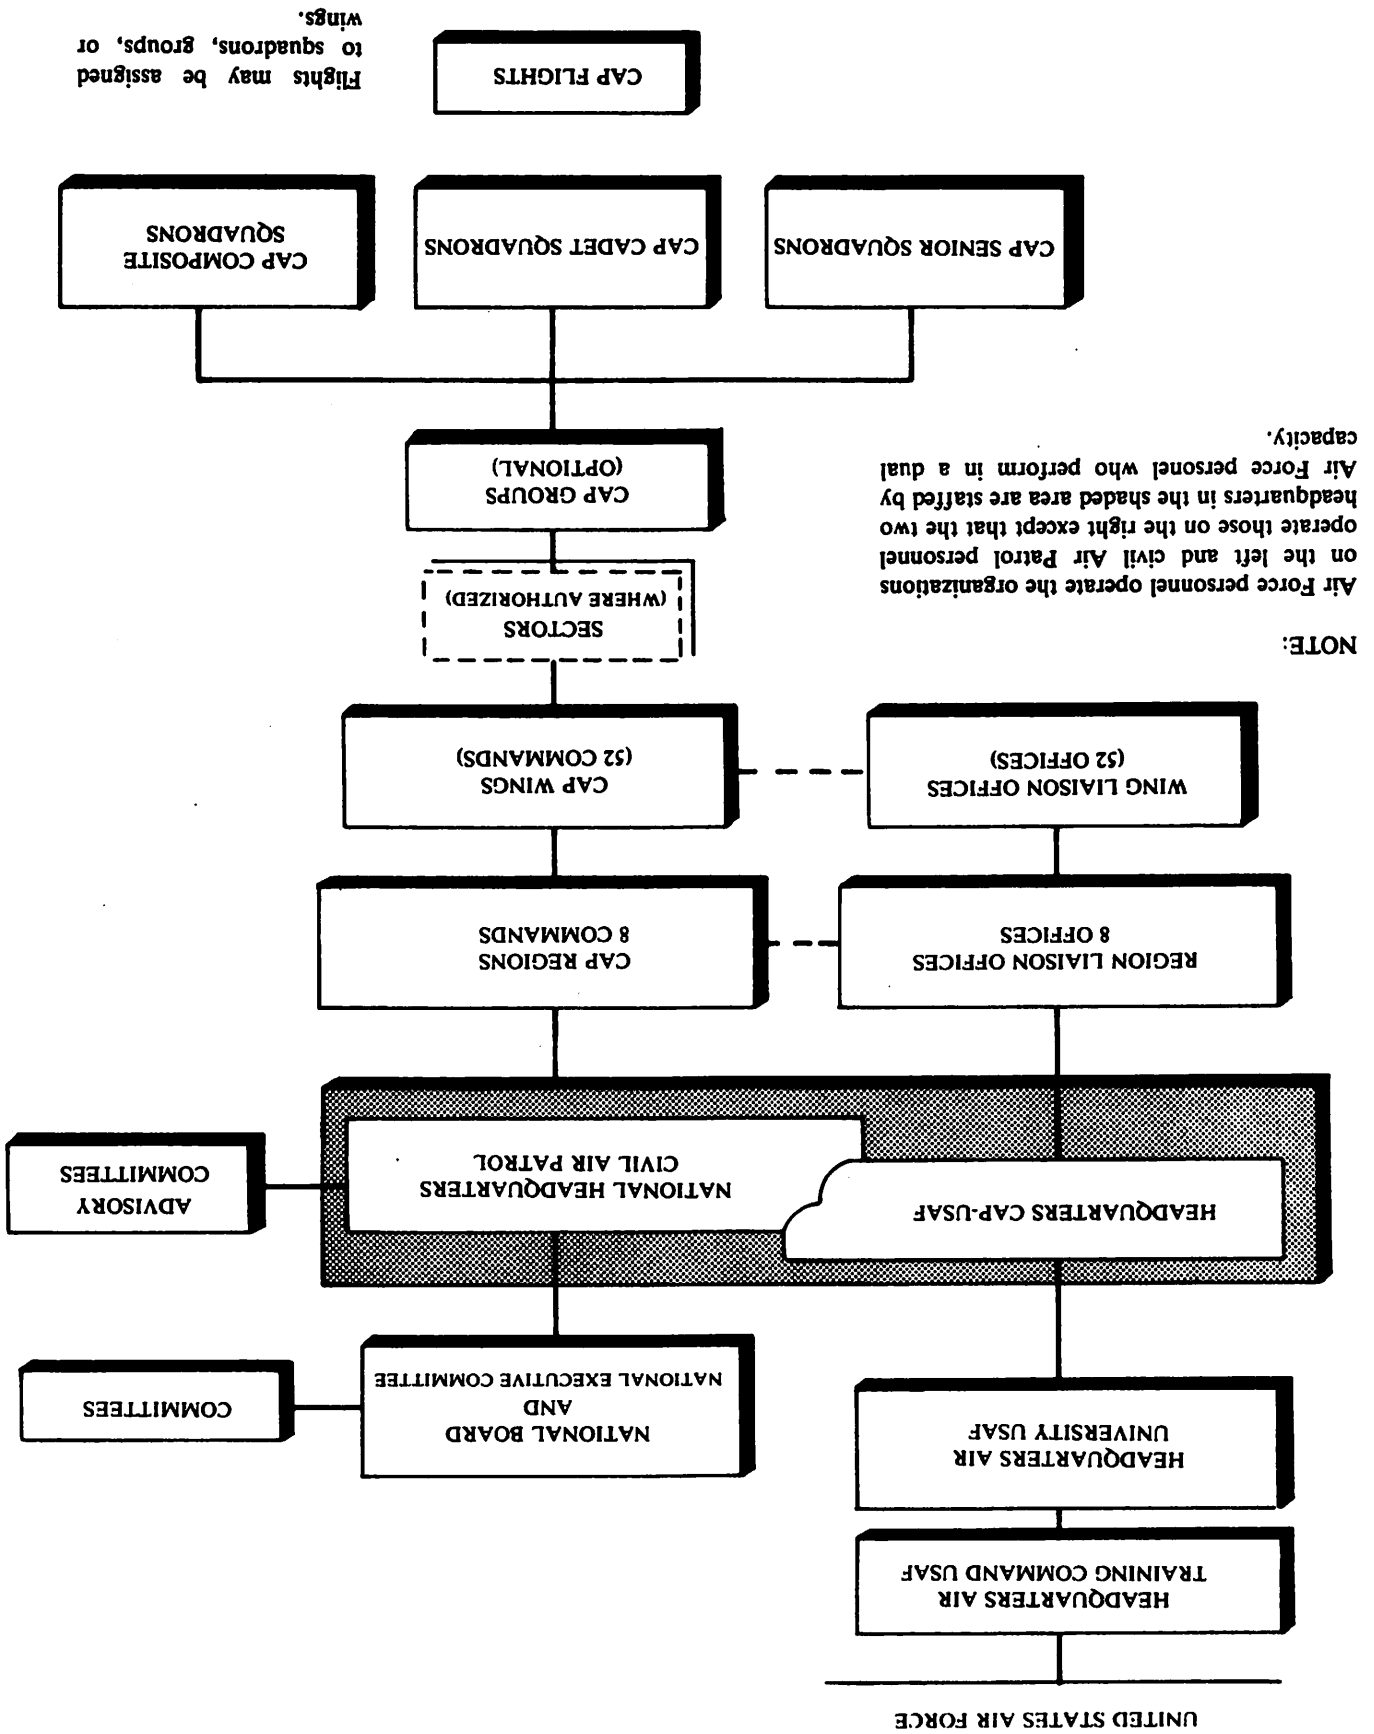 UNITED STATES AIR FORCE
HEADQUARTERS AIR
TRAINING COMMAND USAF
HEADQUARTERS AIR
UNIVERSITY USAF
NATIONAL BOARD
AND
NATIONAL EXECUTIVE COMMITTEE
COMMITTEES
HEADQUARTERS CAP-USAF
NATIONAL HEADQUARTERS
CIVIL AIR PATROL
ADVISORY
COMMITTEES
REGION LIAISON OFFICES
8 OFFICES
CAP REGIONS
8 COMMANDS
WING LIAISON OFFICES
(52 OFFICES)
CAP WINGS
(52 COMMANDS)
NOTE:
Air Force personnel operate the organizations
on the left and civil Air Patrol personnel
operate those on the right except that the two
headquarters in the shaded area are staffed by
Air Force personel who perform in a dual
capacity.
SECTORS
(WHERE AUTHORIZED)
CAP GROUPS
(OPTIONAL)
CAP SENIOR SQUADRONS
CAP CADET SQUADRONS
CAP COMPOSITE
SQUADRONS
CAP FLIGHTS
Flights may be assigned
to squadrons, groups, or
wings.